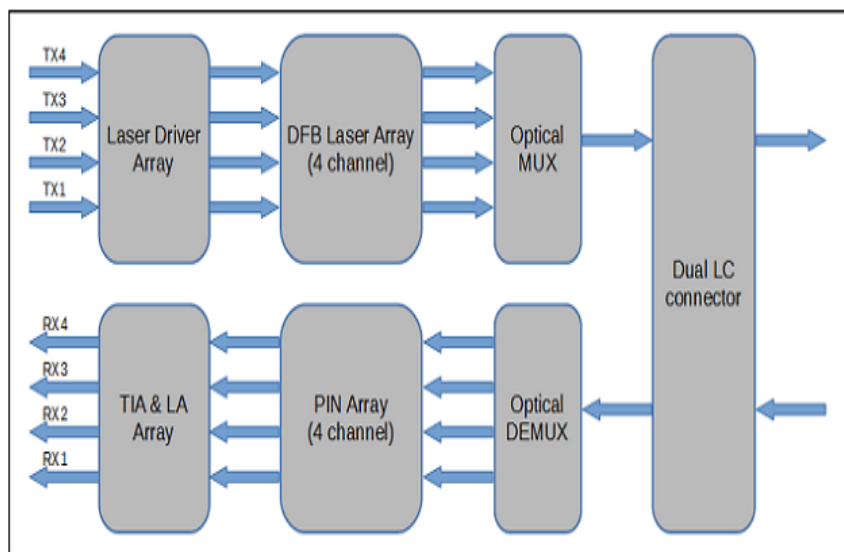 TX4
TX3
TX2
TX1
Laser Driver
Array
DFB Laser Array
(4 channel)
Optical
MUX
Dual LC
connector
RX4
RX3
RX2
RX1
TIA & LA
Array
PIN Array
(4 channel)
Optical
DEMUX